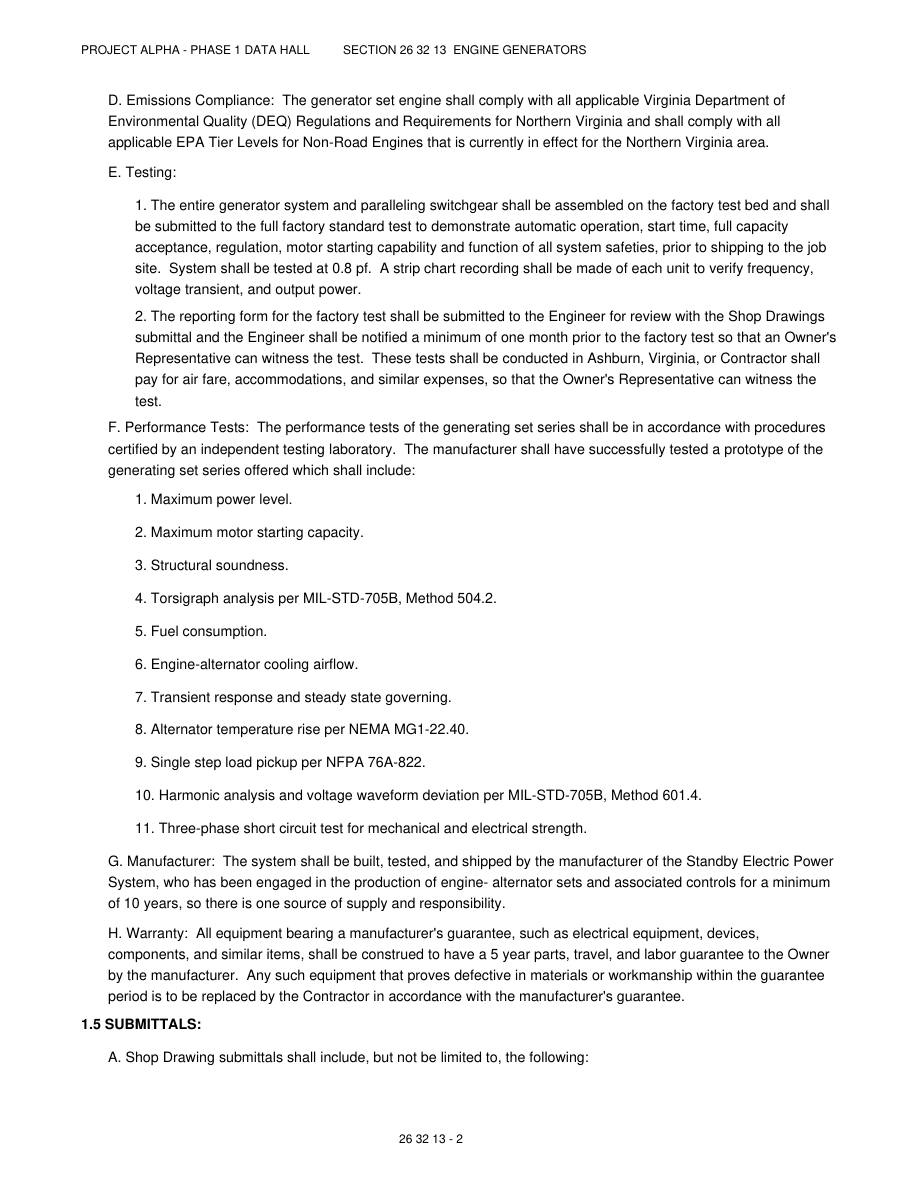 PROJECT ALPHA - PHASE 1 DATA HALL SECTION 26 32 13 ENGINE GENERATORS
D. Emissions Compliance: The generator set engine shall comply with all applicable Virginia Department of
Environmental Quality (DEQ) Regulations and Requirements for Northern Virginia and shall comply with all
applicable EPA Tier Levels for Non-Road Engines that is currently in effect for the Northern Virginia area.
E. Testing:
1. The entire generator system and paralleling switchgear shall be assembled on the factory test bed and shall
be submitted to the full factory standard test to demonstrate automatic operation, start time, full capacity
acceptance, regulation, motor starting capability and function of all system safeties, prior to shipping to the job
site. System shall be tested at 0.8 pf. A strip chart recording shall be made of each unit to verify frequency,
voltage transient, and output power.
2. The reporting form for the factory test shall be submitted to the Engineer for review with the Shop Drawings
submittal and the Engineer shall be notified a minimum of one month prior to the factory test so that an Owner's
Representative can witness the test. These tests shall be conducted in Ashburn, Virginia, or Contractor shall
pay for air fare, accommodations, and similar expenses, so that the Owner's Representative can witness the
test.
F. Performance Tests: The performance tests of the generating set series shall be in accordance with procedures
certified by an independent testing laboratory. The manufacturer shall have successfully tested a prototype of the
generating set series offered which shall include:
1. Maximum power level.
2. Maximum motor starting capacity.
3. Structural soundness.
4. Torsigraph analysis per MIL-STD-705B, Method 504.2.
5. Fuel consumption.
6. Engine-alternator cooling airflow.
7. Transient response and steady state governing.
8. Alternator temperature rise per NEMA MG1-22.40.
9. Single step load pickup per NFPA 76A-822.
10. Harmonic analysis and voltage waveform deviation per MIL-STD-705B, Method 601.4.
11. Three-phase short circuit test for mechanical and electrical strength.
G. Manufacturer: The system shall be built, tested, and shipped by the manufacturer of the Standby Electric Power
System, who has been engaged in the production of engine- alternator sets and associated controls for a minimum
of 10 years, so there is one source of supply and responsibility.
H. Warranty: All equipment bearing a manufacturer's guarantee, such as electrical equipment, devices,
components, and similar items, shall be construed to have a 5 year parts, travel, and labor guarantee to the Owner
by the manufacturer. Any such equipment that proves defective in materials or workmanship within the guarantee
period is to be replaced by the Contractor in accordance with the manufacturer's guarantee.
1.5 SUBMITTALS:
A. Shop Drawing submittals shall include, but not be limited to, the following:
26 32 13 - 2